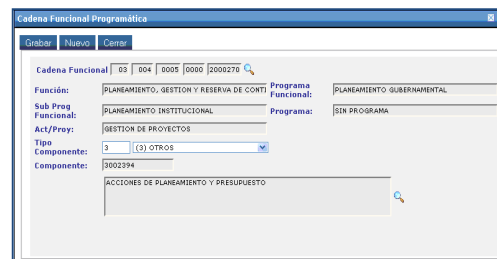 Cadena Funcional Programática
Grabar Nuevo Cerrar
Cadena Funcional 03 004 0005 0000 2000270
Función: PLANEAMIENTO, GESTION Y RESERVA DE CONTI Programa Funcional: PLANEAMIENTO GUBERNAMENTAL
Sub Prog Funcional: PLANEAMIENTO INSTITUCIONAL Programa: SIN PROGRAMA
Act/Proy: GESTION DE PROYECTOS
Tipo Componente: 3 (3) OTROS
Componente: 3002394
ACCIONES DE PLANEAMIENTO Y PRESUPUESTO